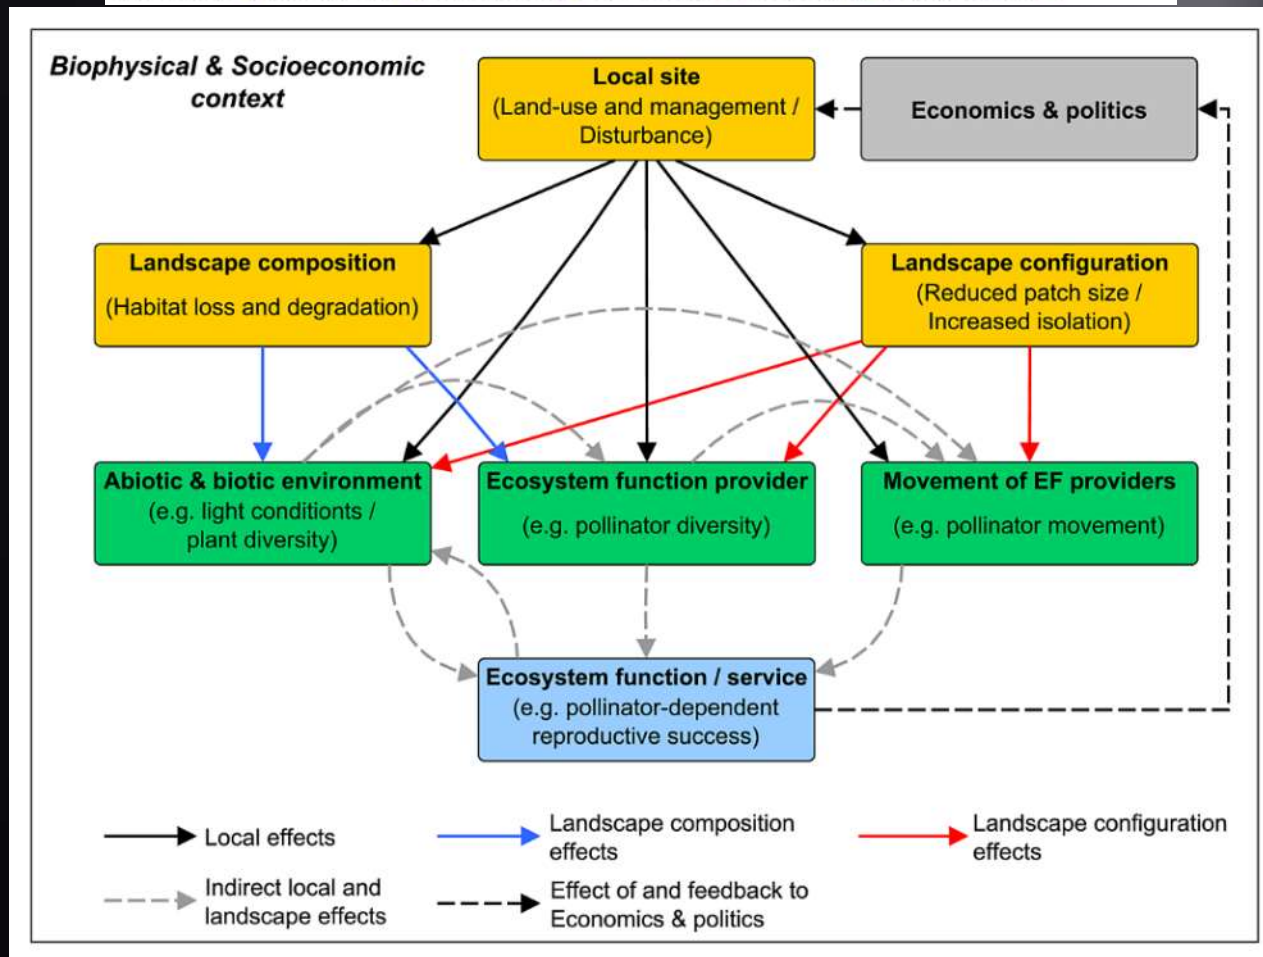 Biophysical & Socioeconomic
context
Local site
(Land-use and management /
Disturbance)
Economics & politics
Landscape composition
(Habitat loss and degradation)
Landscape configuration
(Reduced patch size /
Increased isolation)
Abiotic & biotic environment
(e.g. light conditionts /
plant diversity)
Ecosystem function provider
(e.g. pollinator diversity)
Movement of EF providers
(e.g. pollinator movement)
Ecosystem function / service
(e.g. pollinator-dependent
reproductive success)
Local effects
Landscape composition
effects
Landscape configuration
effects
Indirect local and
landscape effects
Effect of and feedback to
Economics & politics